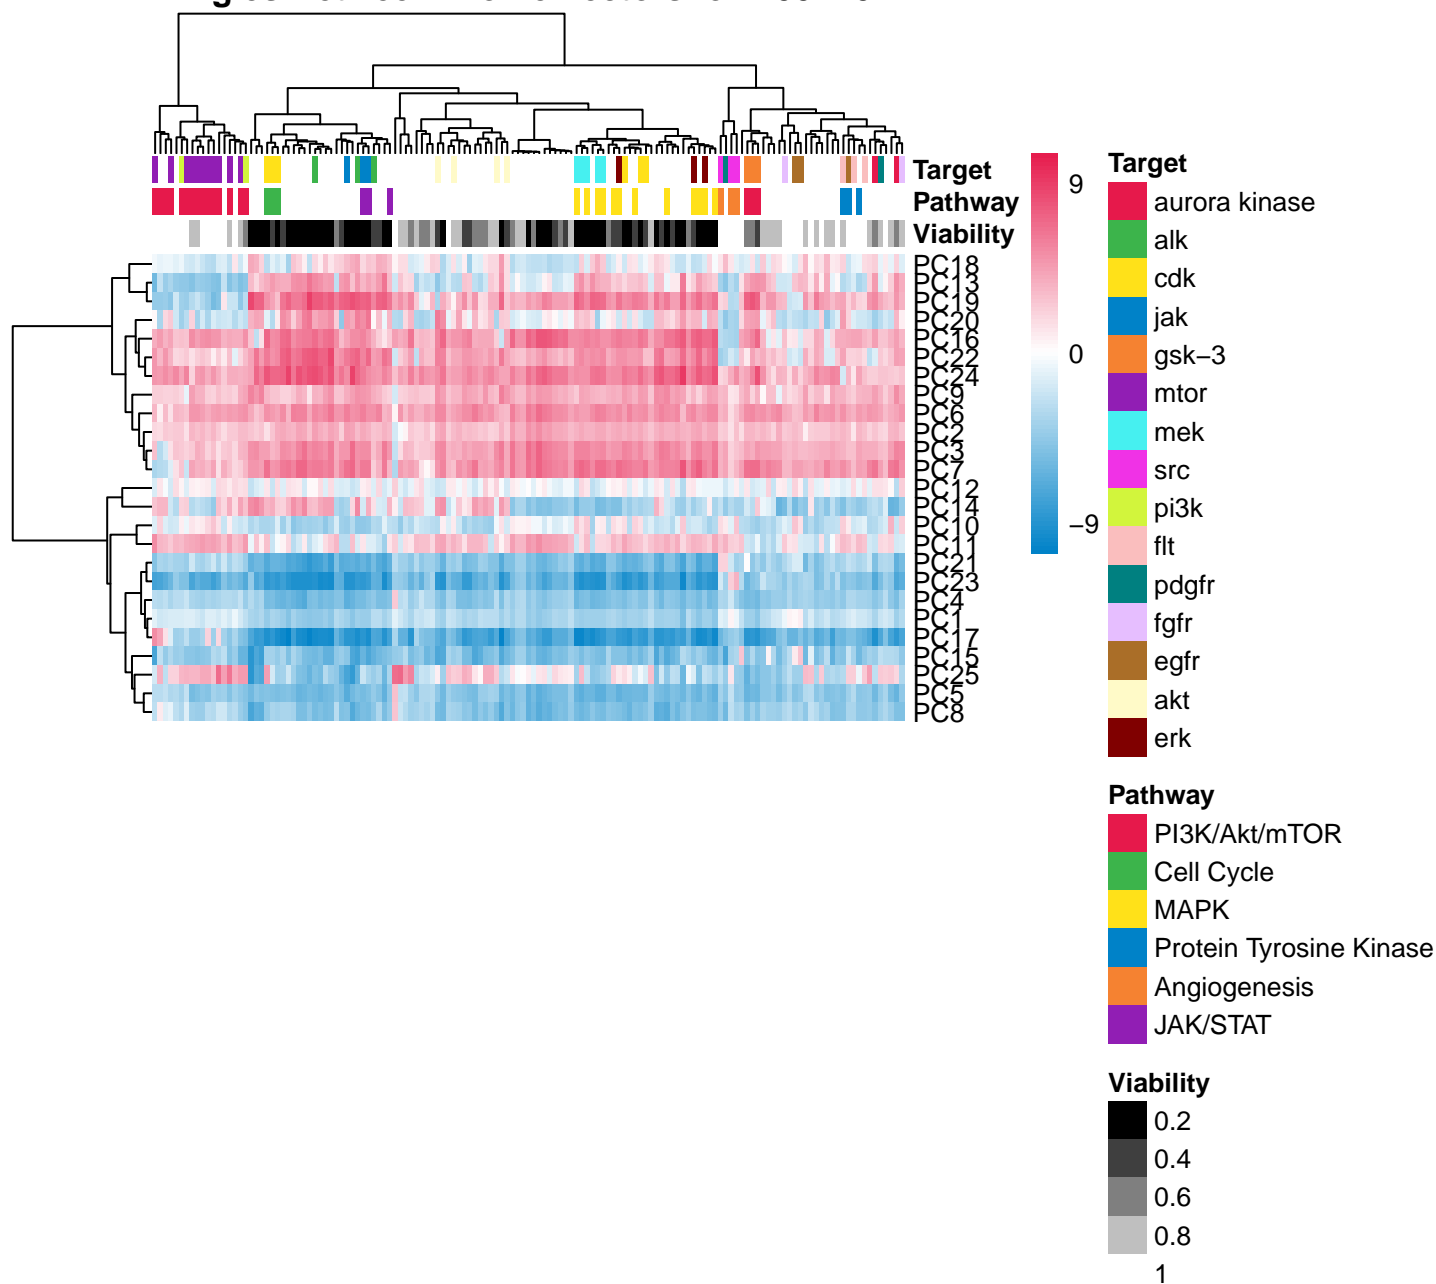 Target
Pathway
Viability
PC18
PC13
PC19
PC20
PC16
PC22
PC24
PC9
PC6
PC2
PC3
PC7
PC12
PC14
PC10
PC11
PC21
PC23
PC4
PC1
PC17
PC15
PC25
PC5
PC8
9
0
−9
Target
aurora kinase
alk
cdk
jak
gsk−3
mtor
mek
src
pi3k
flt
pdgfr
fgfr
egfr
akt
erk
Pathway
PI3K/Akt/mTOR
Cell Cycle
MAPK
Protein Tyrosine Kinase
Angiogenesis
JAK/STAT
Viability
0.2
0.4
0.6
0.8
1